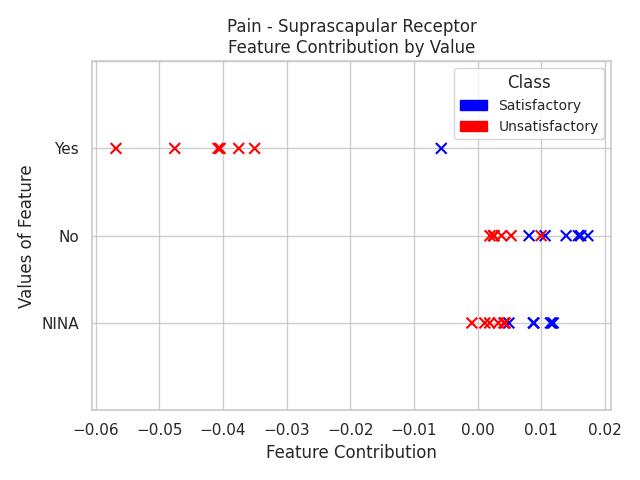 Pain - Suprascapular Receptor
Feature Contribution by Value
Class
Satisfactory
Unsatisfactory
Values of Feature
Yes
No
NINA
−0.06
−0.05
−0.04
−0.03
−0.02
−0.01
0.00
0.01
0.02
Feature Contribution